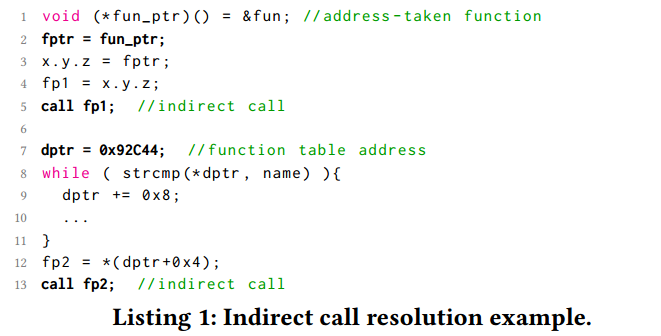 1 void (*fun_ptr)() = &fun; //address-taken function
2 fptr = fun_ptr;
3 x.y.z = fptr;
4 fp1 = x.y.z;
5 call fp1; //indirect call
6
7 dptr = 0x92C44; //function table address
8 while ( strcmp(*dptr, name) ){
9 dptr += 0x8;
10 ...
11 }
12 fp2 = *(dptr+0x4);
13 call fp2; //indirect call
Listing 1: Indirect call resolution example.